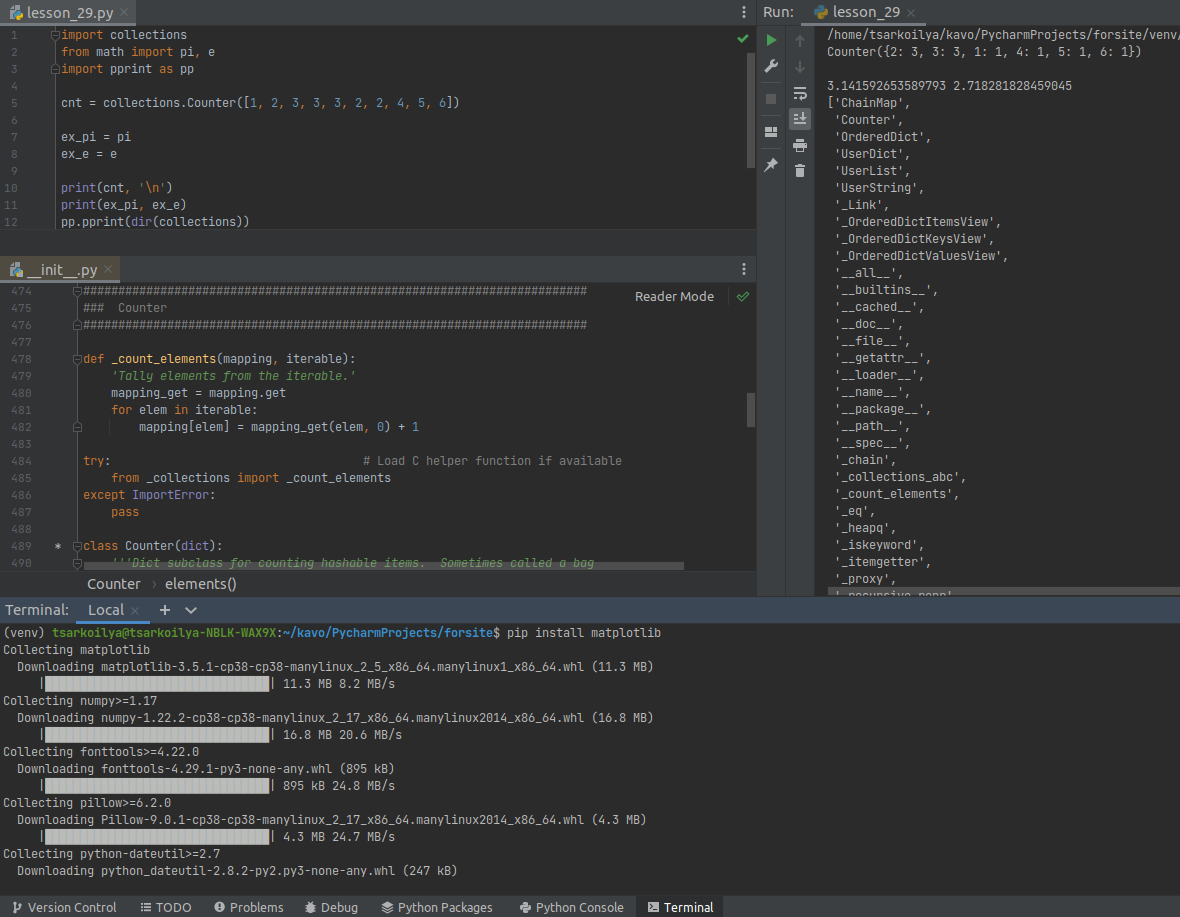 lesson_29.py
1 import collections
2 from math import pi, e
3 import pprint as pp
4
5 cnt = collections.Counter([1, 2, 3, 3, 3, 2, 2, 4, 5, 6])
6
7 ex_pi = pi
8 ex_e = e
9
10 print(cnt, '\n')
11 print(ex_pi, ex_e)
12 pp.pprint(dir(collections))
__init__.py
Reader Mode
474 ########################################################################
475 ### Counter
476 ########################################################################
477
478 def _count_elements(mapping, iterable):
479 'Tally elements from the iterable.'
480 mapping_get = mapping.get
481 for elem in iterable:
482 mapping[elem] = mapping_get(elem, 0) + 1
483
484 try: # Load C helper function if available
485 from _collections import _count_elements
486 except ImportError:
487 pass
488
489 * class Counter(dict):
490 '''Dict subclass for counting hashable items. Sometimes called a bag
Counter › elements()
Run: lesson_29
/home/tsarkoilya/kavo/PycharmProjects/forsite/venv/
Counter({2: 3, 3: 3, 1: 1, 4: 1, 5: 1, 6: 1})
3.141592653589793 2.718281828459045
['ChainMap',
'Counter',
'OrderedDict',
'UserDict',
'UserList',
'UserString',
'_Link',
'_OrderedDictItemsView',
'_OrderedDictKeysView',
'_OrderedDictValuesView',
'__all__',
'__builtins__',
'__cached__',
'__doc__',
'__file__',
'__getattr__',
'__loader__',
'__name__',
'__package__',
'__path__',
'__spec__',
'_chain',
'_collections_abc',
'_count_elements',
'_eq',
'_heapq',
'_iskeyword',
'_itemgetter',
'_proxy',
'_recursive_repr',
Terminal: Local
(venv) tsarkoilya@tsarkoilya-NBLK-WAX9X:~/kavo/PycharmProjects/forsite$ pip install matplotlib
Collecting matplotlib
Downloading matplotlib-3.5.1-cp38-cp38-manylinux_2_5_x86_64.manylinux1_x86_64.whl (11.3 MB)
11.3 MB 8.2 MB/s
Collecting numpy>=1.17
Downloading numpy-1.22.2-cp38-cp38-manylinux_2_17_x86_64.manylinux2014_x86_64.whl (16.8 MB)
16.8 MB 20.6 MB/s
Collecting fonttools>=4.22.0
Downloading fonttools-4.29.1-py3-none-any.whl (895 kB)
895 kB 24.8 MB/s
Collecting pillow>=6.2.0
Downloading Pillow-9.0.1-cp38-cp38-manylinux_2_17_x86_64.manylinux2014_x86_64.whl (4.3 MB)
4.3 MB 24.7 MB/s
Collecting python-dateutil>=2.7
Downloading python_dateutil-2.8.2-py2.py3-none-any.whl (247 kB)
Version Control TODO Problems Debug Python Packages Python Console Terminal